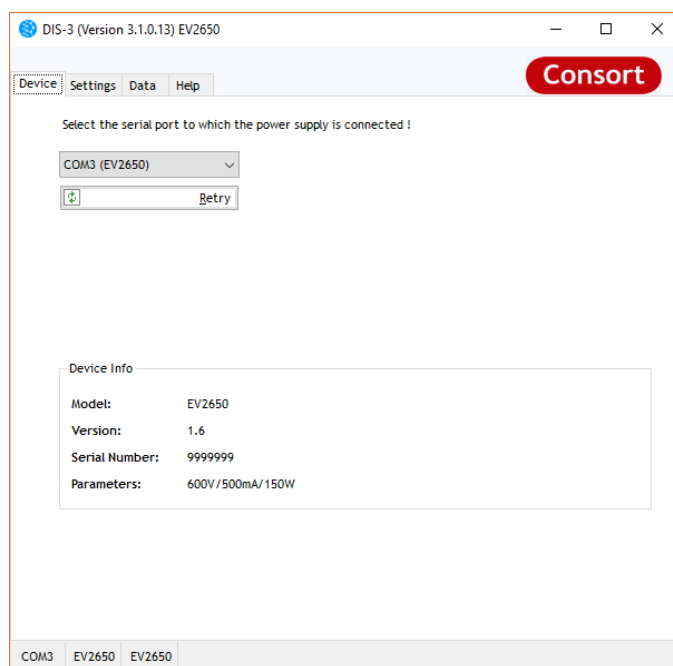 DIS-3 (Version 3.1.0.13) EV2650
Consort
Device Settings Data Help
Select the serial port to which the power supply is connected !
COM3 (EV2650)
Retry
Device Info
Model: EV2650
Version: 1.6
Serial Number: 9999999
Parameters: 600V/500mA/150W
COM3 EV2650 EV2650